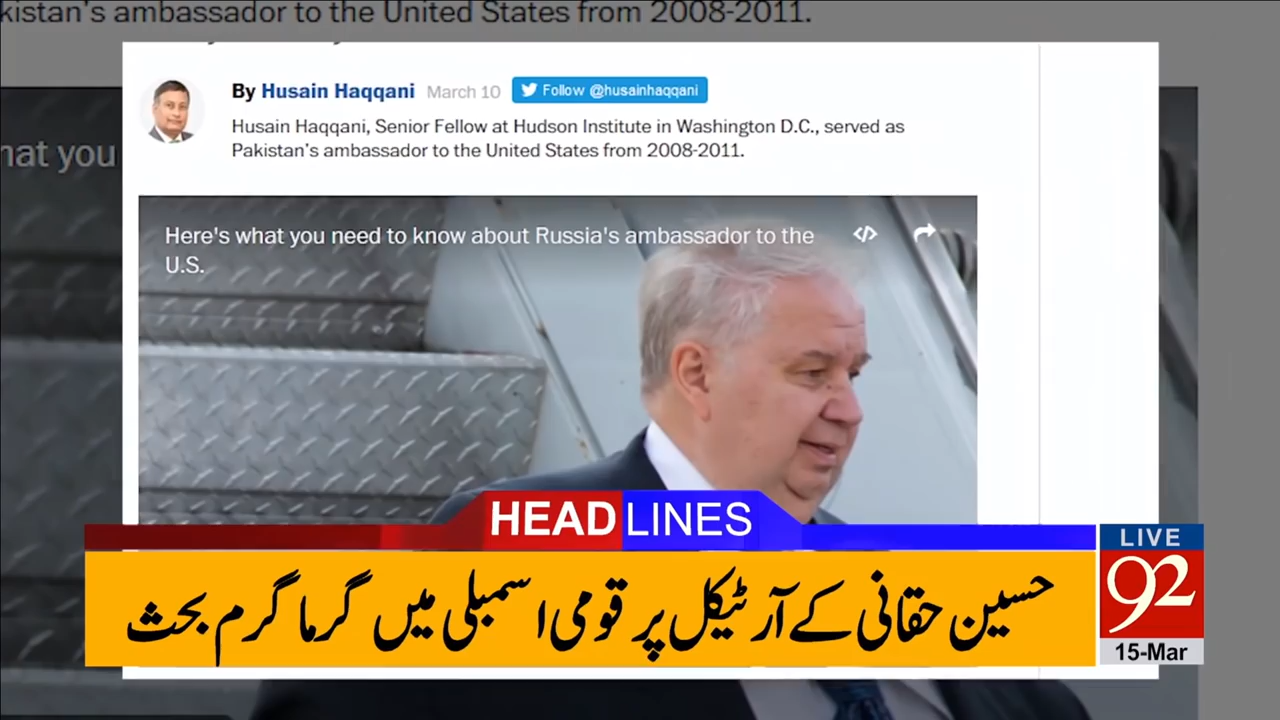 kistan's ambassador to the United States from 2008-2011.
By Husain Haqqani March 10 Follow @husainhaqqani
Husain Haqqani, Senior Fellow at Hudson Institute in Washington D.C., served as
Pakistan's ambassador to the United States from 2008-2011.
hat you
Here's what you need to know about Russia's ambassador to the
U.S.
HEADLINES
حسین حقانی کے آرٹیکل پر قومی اسمبلی میں گرما گرم بحث
LIVE
92
15-Mar